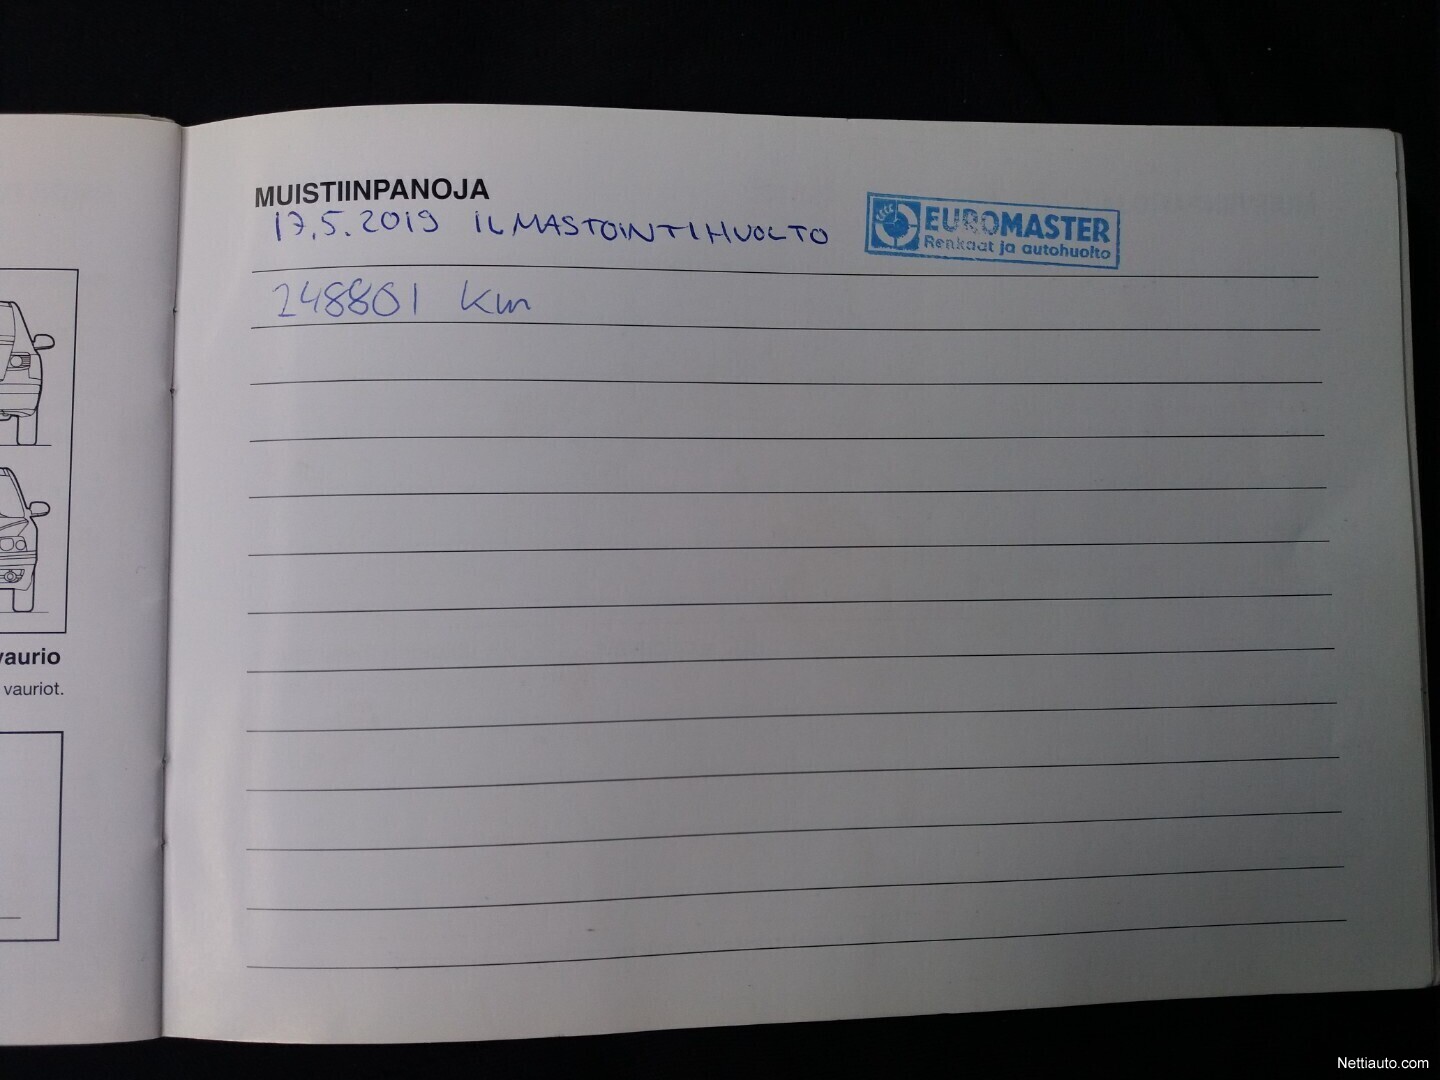 MUISTIINPANOJA
17.5.2019 ILMASTOINTIHUOLTO
EUROMASTER
Renkaat ja autohuolto
248801 km
vaurio
vauriot.
Nettiauto.com